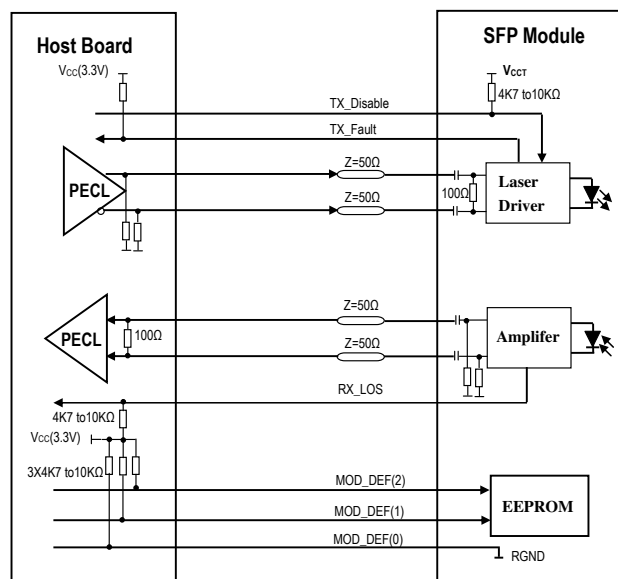 Host Board
SFP Module
VCC(3.3V)
VCCT
4K7 to10KΩ
TX_Disable
TX_Fault
Z=50Ω
PECL
100Ω
Laser
Driver
Z=50Ω
Z=50Ω
PECL
100Ω
Amplifer
Z=50Ω
RX_LOS
4K7 to10KΩ
VCC(3.3V)
3X4K7 to10KΩ
MOD_DEF(2)
EEPROM
MOD_DEF(1)
MOD_DEF(0)
RGND